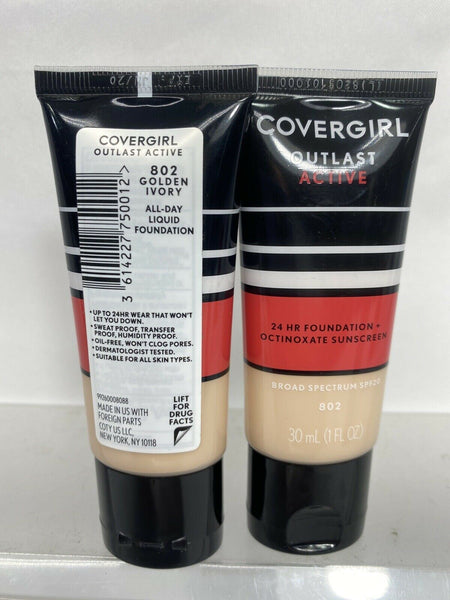 COVERGIRL
OUTLAST ACTIVE
802
GOLDEN
IVORY
ALL-DAY
LIQUID
FOUNDATION
3 614227 750012 >
• UP TO 24HR WEAR THAT WON'T
LET YOU DOWN.
• SWEAT PROOF, TRANSFER
PROOF, HUMIDITY PROOF.
• OIL-FREE, WON'T CLOG PORES.
• DERMATOLOGIST TESTED.
• SUITABLE FOR ALL SKIN TYPES.
99260008088
MADE IN US WITH
FOREIGN PARTS
COTY US LLC,
NEW YORK, NY 10118
LIFT
FOR
DRUG
FACTS
COVERGIRL
OUTLAST
ACTIVE
24 HR FOUNDATION +
OCTINOXATE SUNSCREEN
BROAD SPECTRUM SPF20
802
30 mL (1 FL OZ)